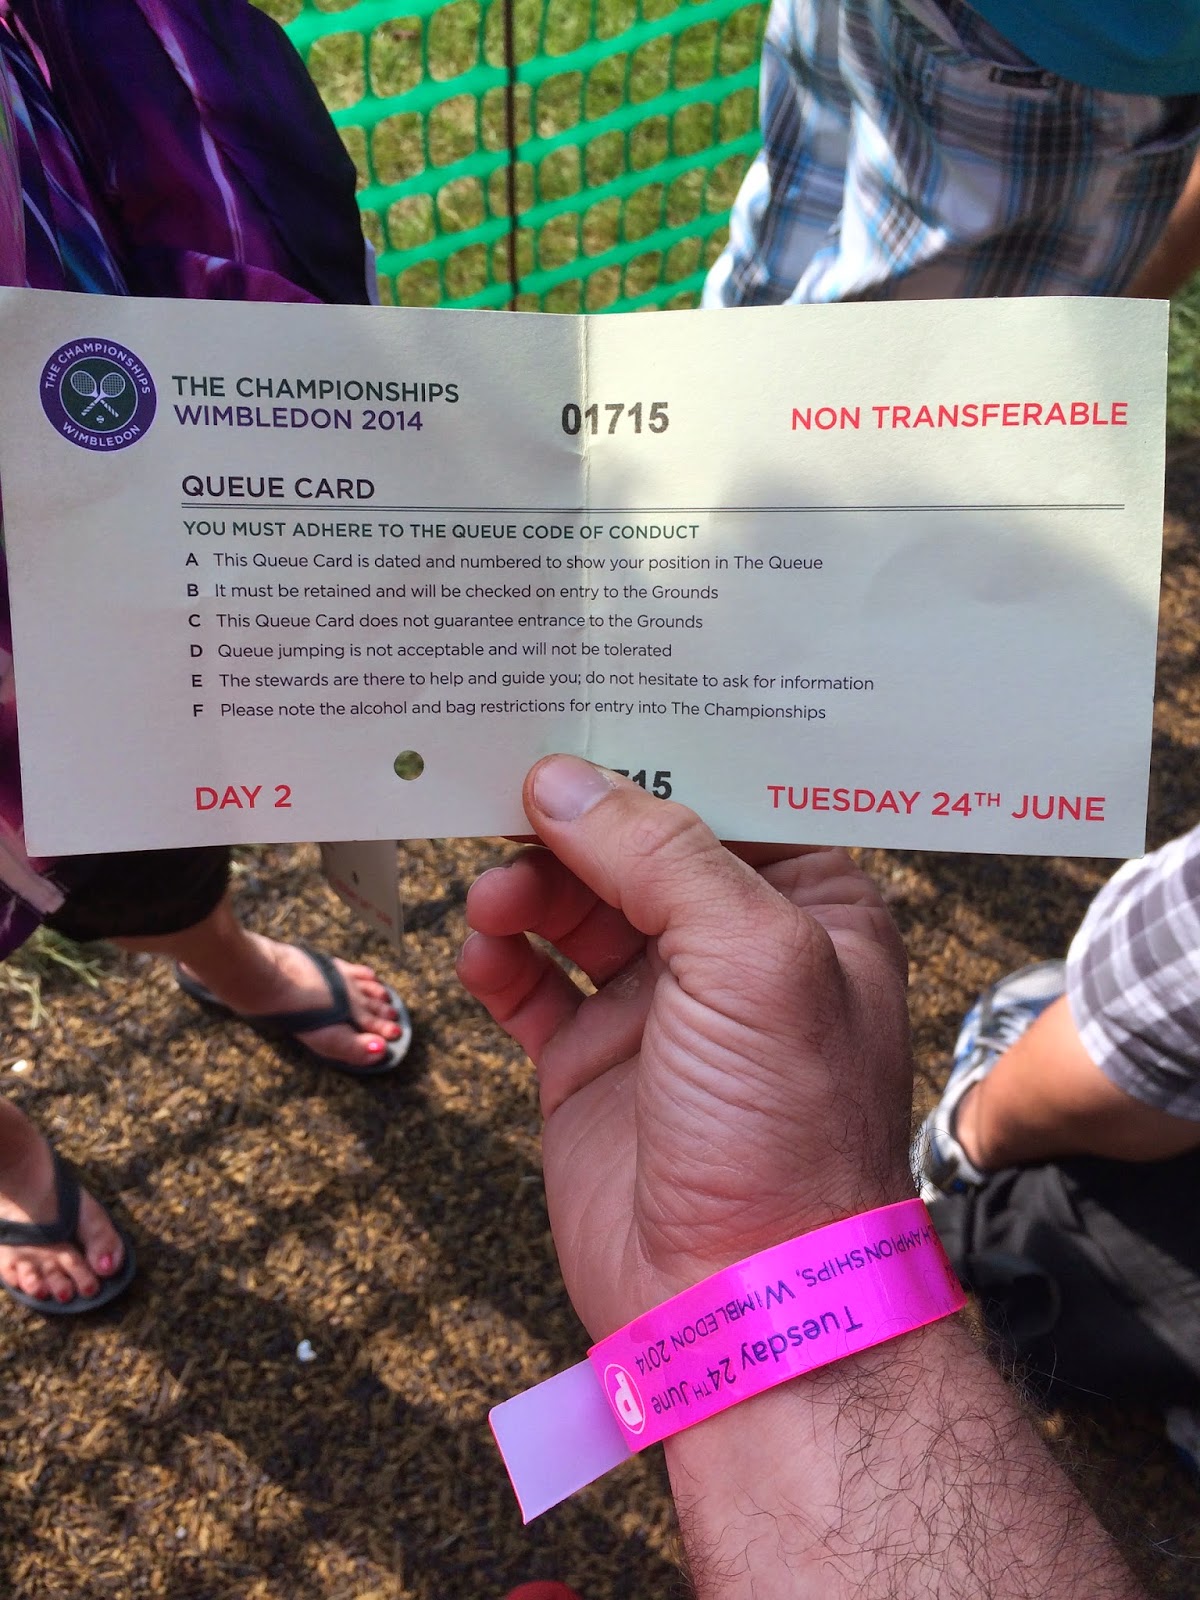 THE CHAMPIONSHIPS
WIMBLEDON
THE CHAMPIONSHIPS
WIMBLEDON 2014
01715
NON TRANSFERABLE
QUEUE CARD
YOU MUST ADHERE TO THE QUEUE CODE OF CONDUCT
A This Queue Card is dated and numbered to show your position in The Queue
B It must be retained and will be checked on entry to the Grounds
C This Queue Card does not guarantee entrance to the Grounds
D Queue jumping is not acceptable and will not be tolerated
E The stewards are there to help and guide you; do not hesitate to ask for information
F Please note the alcohol and bag restrictions for entry into The Championships
DAY 2
715
TUESDAY 24TH JUNE
Tuesday 24TH June
CHAMPIONSHIPS, WIMBLEDON 2014